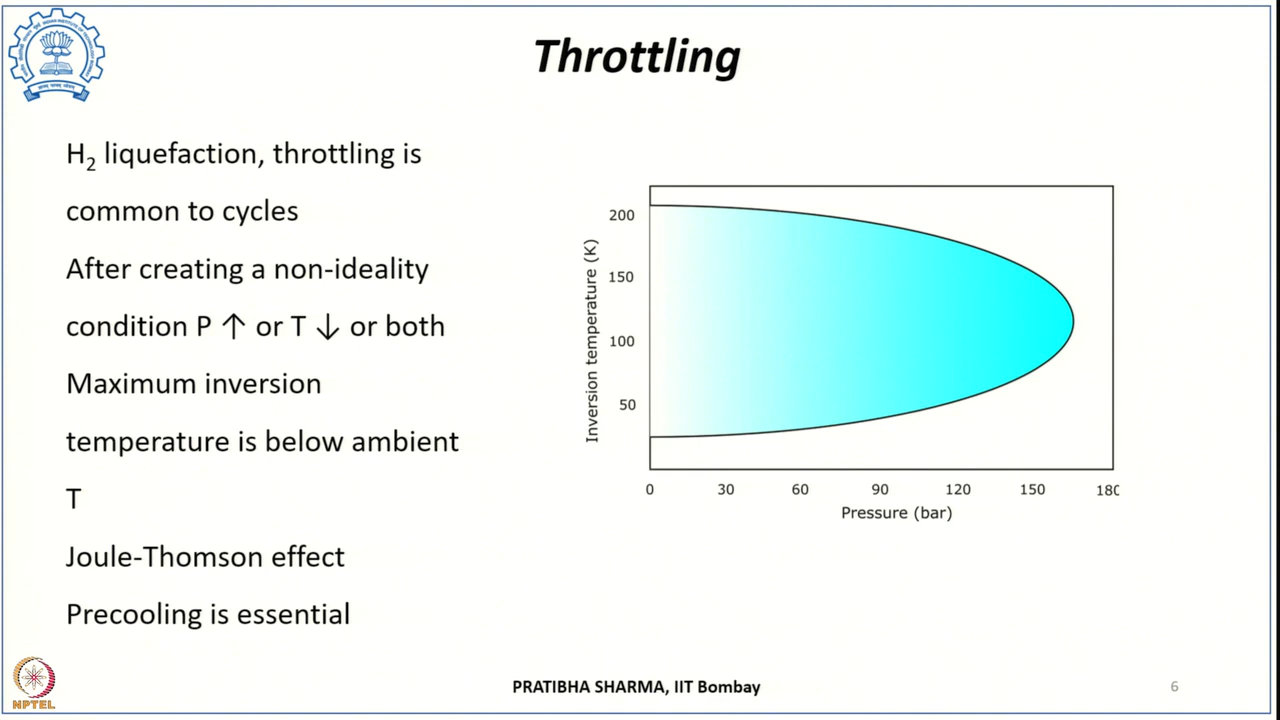 Throttling
H₂ liquefaction, throttling is
common to cycles
After creating a non-ideality
condition P ↑ or T ↓ or both
Maximum inversion
temperature is below ambient
T
Joule-Thomson effect
Precooling is essential
Inversion temperature (K)
200
150
100
50
0 30 60 90 120 150 180
Pressure (bar)
NPTEL
PRATIBHA SHARMA, IIT Bombay
6